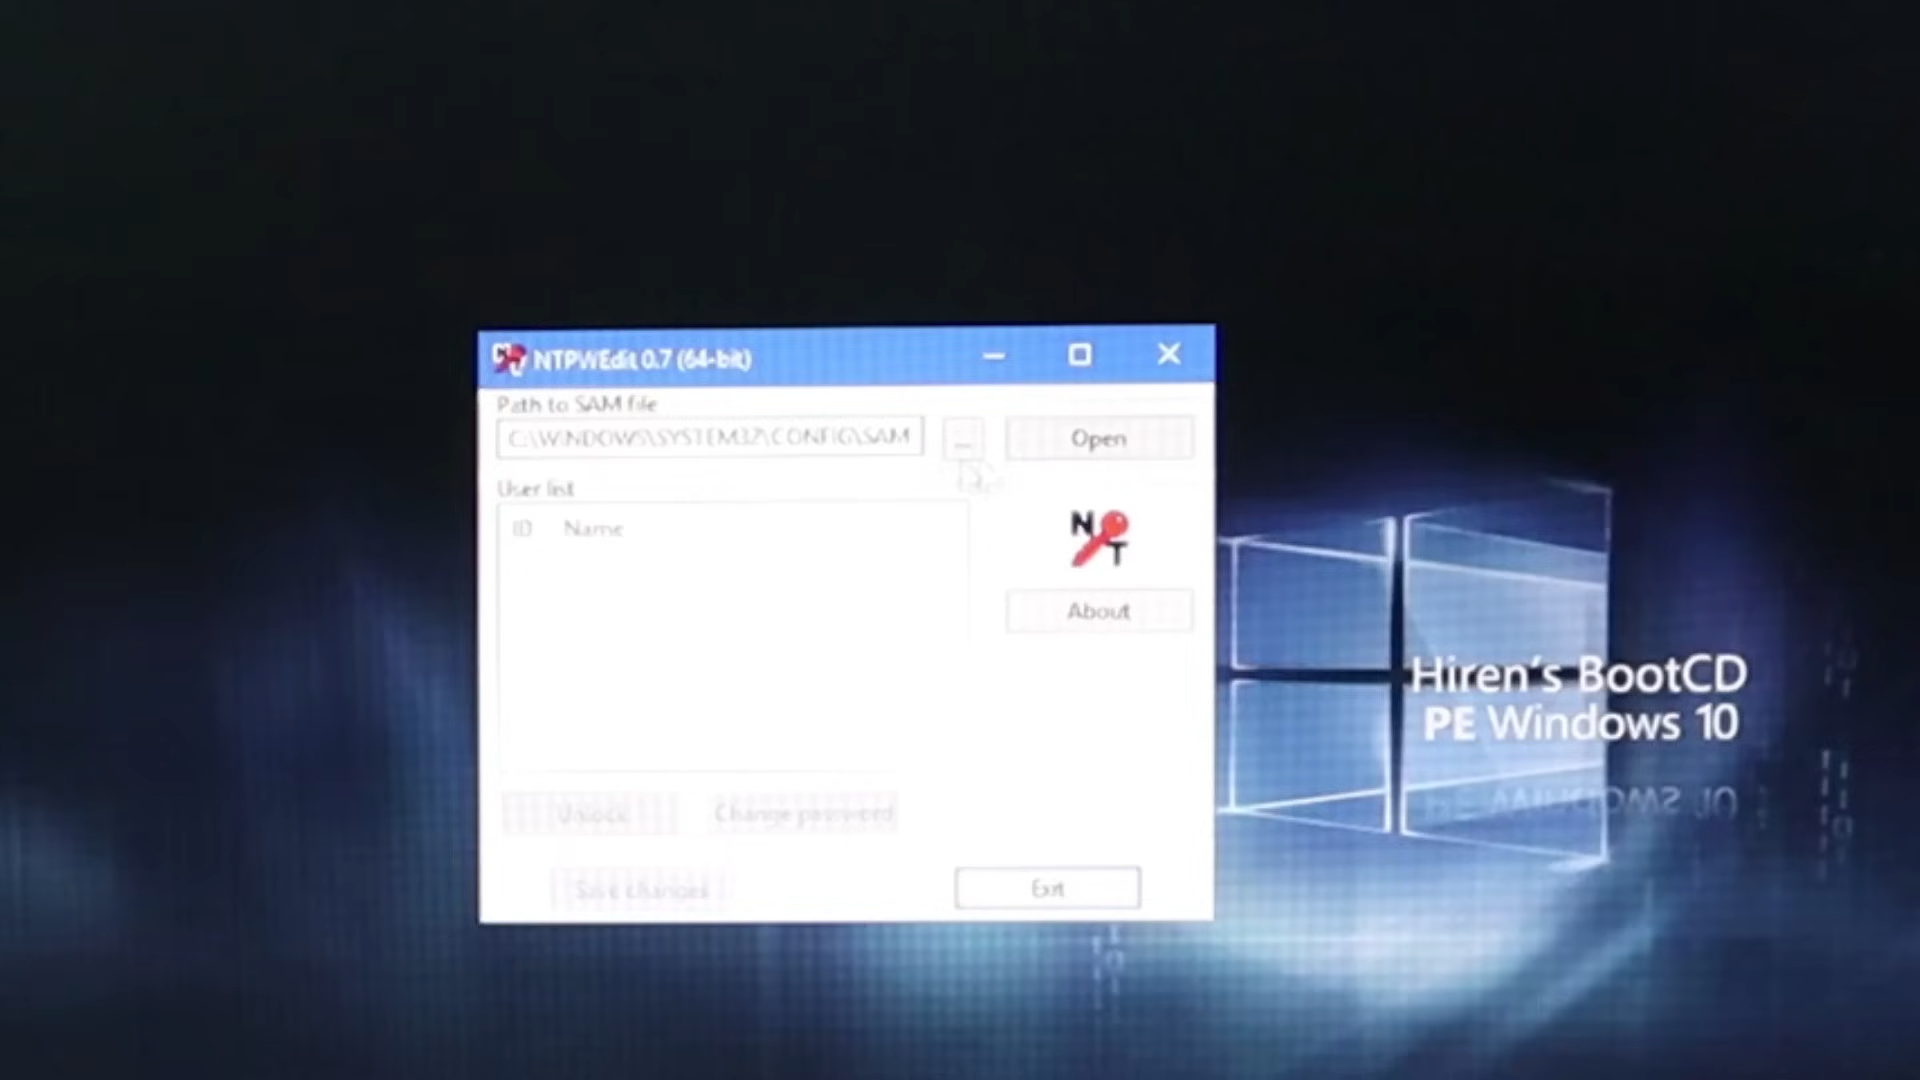 NTPWEdit 0.7 (64-bit)
Path to SAM file
C:\WINDOWS\SYSTEM32\CONFIG\SAM
...
Open
User list
ID Name
N
T
About
Hiren's BootCD
PE Windows 10
Unlock
Change password
Save changes
Exit